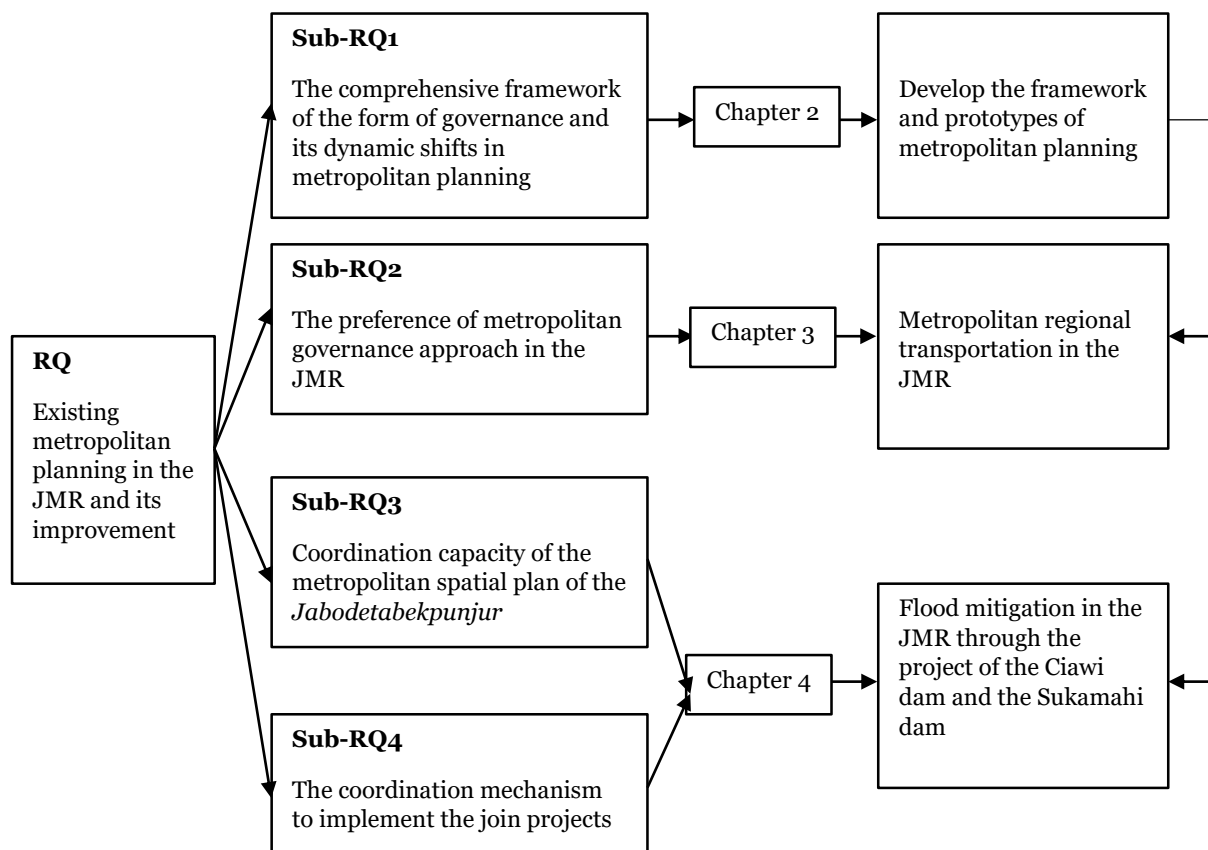 RQ
Existing
metropolitan
planning in the
JMR and its
improvement
Sub-RQ1
The comprehensive framework
of the form of governance and
its dynamic shifts in
metropolitan planning
Chapter 2
Develop the framework
and prototypes of
metropolitan planning
Sub-RQ2
The preference of metropolitan
governance approach in the
JMR
Chapter 3
Metropolitan regional
transportation in the
JMR
Sub-RQ3
Coordination capacity of the
metropolitan spatial plan of the
Jabodetabekpunjur
Sub-RQ4
The coordination mechanism
to implement the join projects
Chapter 4
Flood mitigation in the
JMR through the
project of the Ciawi
dam and the Sukamahi
dam